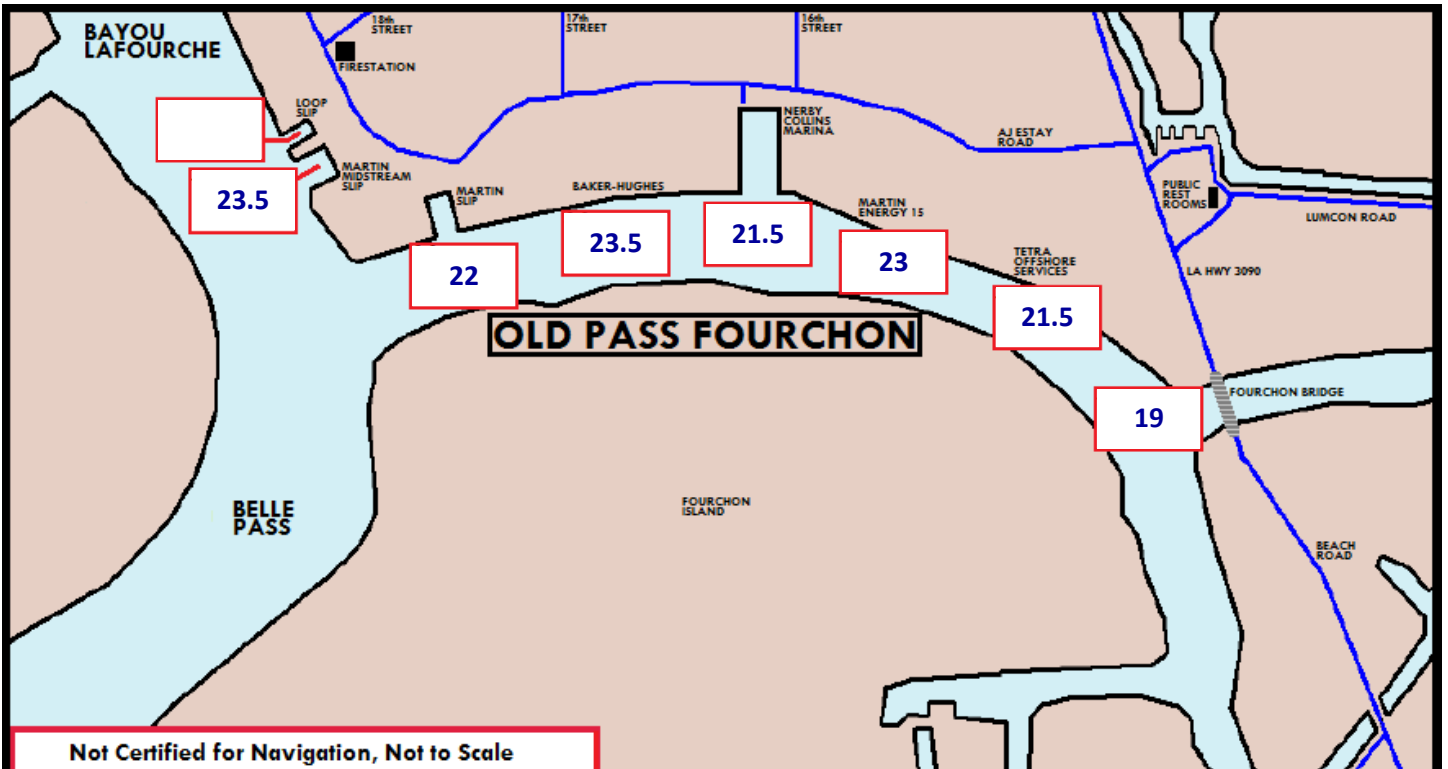 BAYOU
LAFOURCHE
18th
STREET
17th
STREET
16th
STREET
FIRESTATION
LOOP
SLIP
NERBY
COLLINS
MARINA
AJ ESTAY
ROAD
MARTIN
MIDSTREAM
SLIP
23.5
MARTIN
SLIP
BAKER-HUGHES
PUBLIC
REST
ROOMS
LUMCON ROAD
MARTIN
ENERGY 15
22
23.5
21.5
23
TETRA
OFFSHORE
SERVICES
LA HWY 3090
21.5
OLD PASS FOURCHON
19
FOURCHON BRIDGE
BELLE
PASS
FOURCHON
ISLAND
BEACH
ROAD
Not Certified for Navigation, Not to Scale